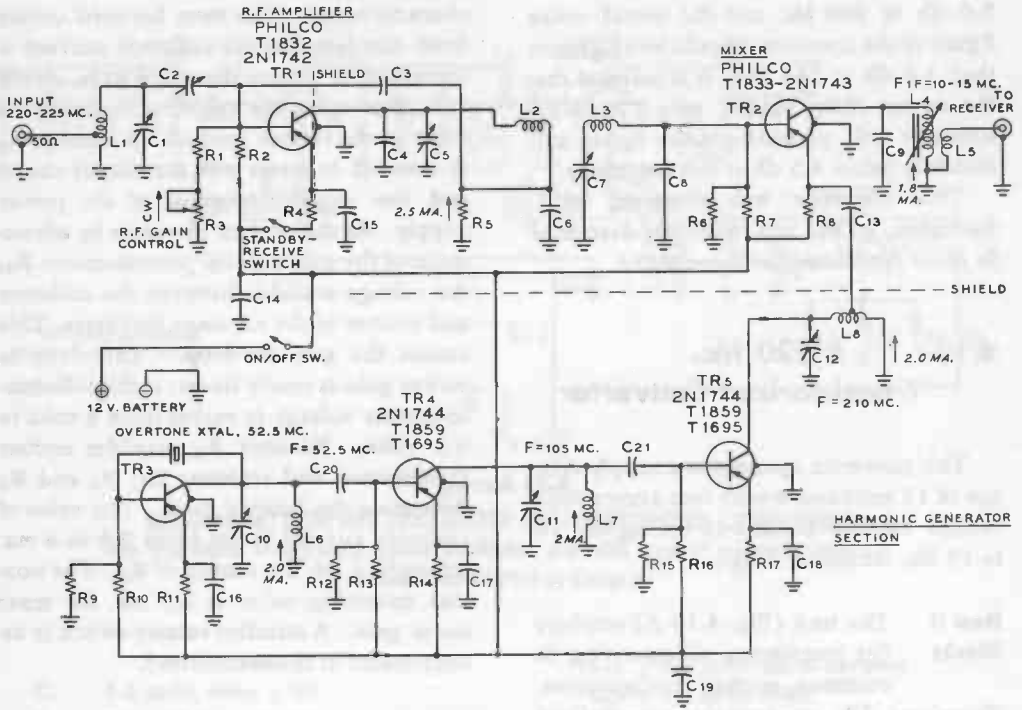 R.F. AMPLIFIER
PHILCO
T1832
2N1742
TR1
SHIELD
C2
C3
INPUT
220-225 MC.
50Ω
L1
C1
R1
R2
R.F. GAIN
CONTROL
R3
R4
C15
STANDBY-
RECEIVE
SWITCH
C4
C5
2.5 MA.
R5
L2
C6
L3
C7
C8
MIXER
PHILCO
T1833-2N1743
TR2
F IF=10-15 MC.
TO
RECEIVER
L4
L5
C9
1.8
MA.
R6
R7
R8
C13
C14
SHIELD
ON/OFF SW.
12 V. BATTERY
L8
C12
2.0 MA.
F=210 MC.
OVERTONE XTAL. 52.5 MC.
TR3
C10
F=52.5 MC.
C20
L6
2.0
MA.
TR4
2N1744
T1859
T1695
F=105 MC.
C21
C11
L7
2MA.
TR5
2N1744
T1859
T1695
HARMONIC GENERATOR
SECTION
R9
R10
R11
C16
R12
R13
R14
C17
R15
R16
R17
C18
C19